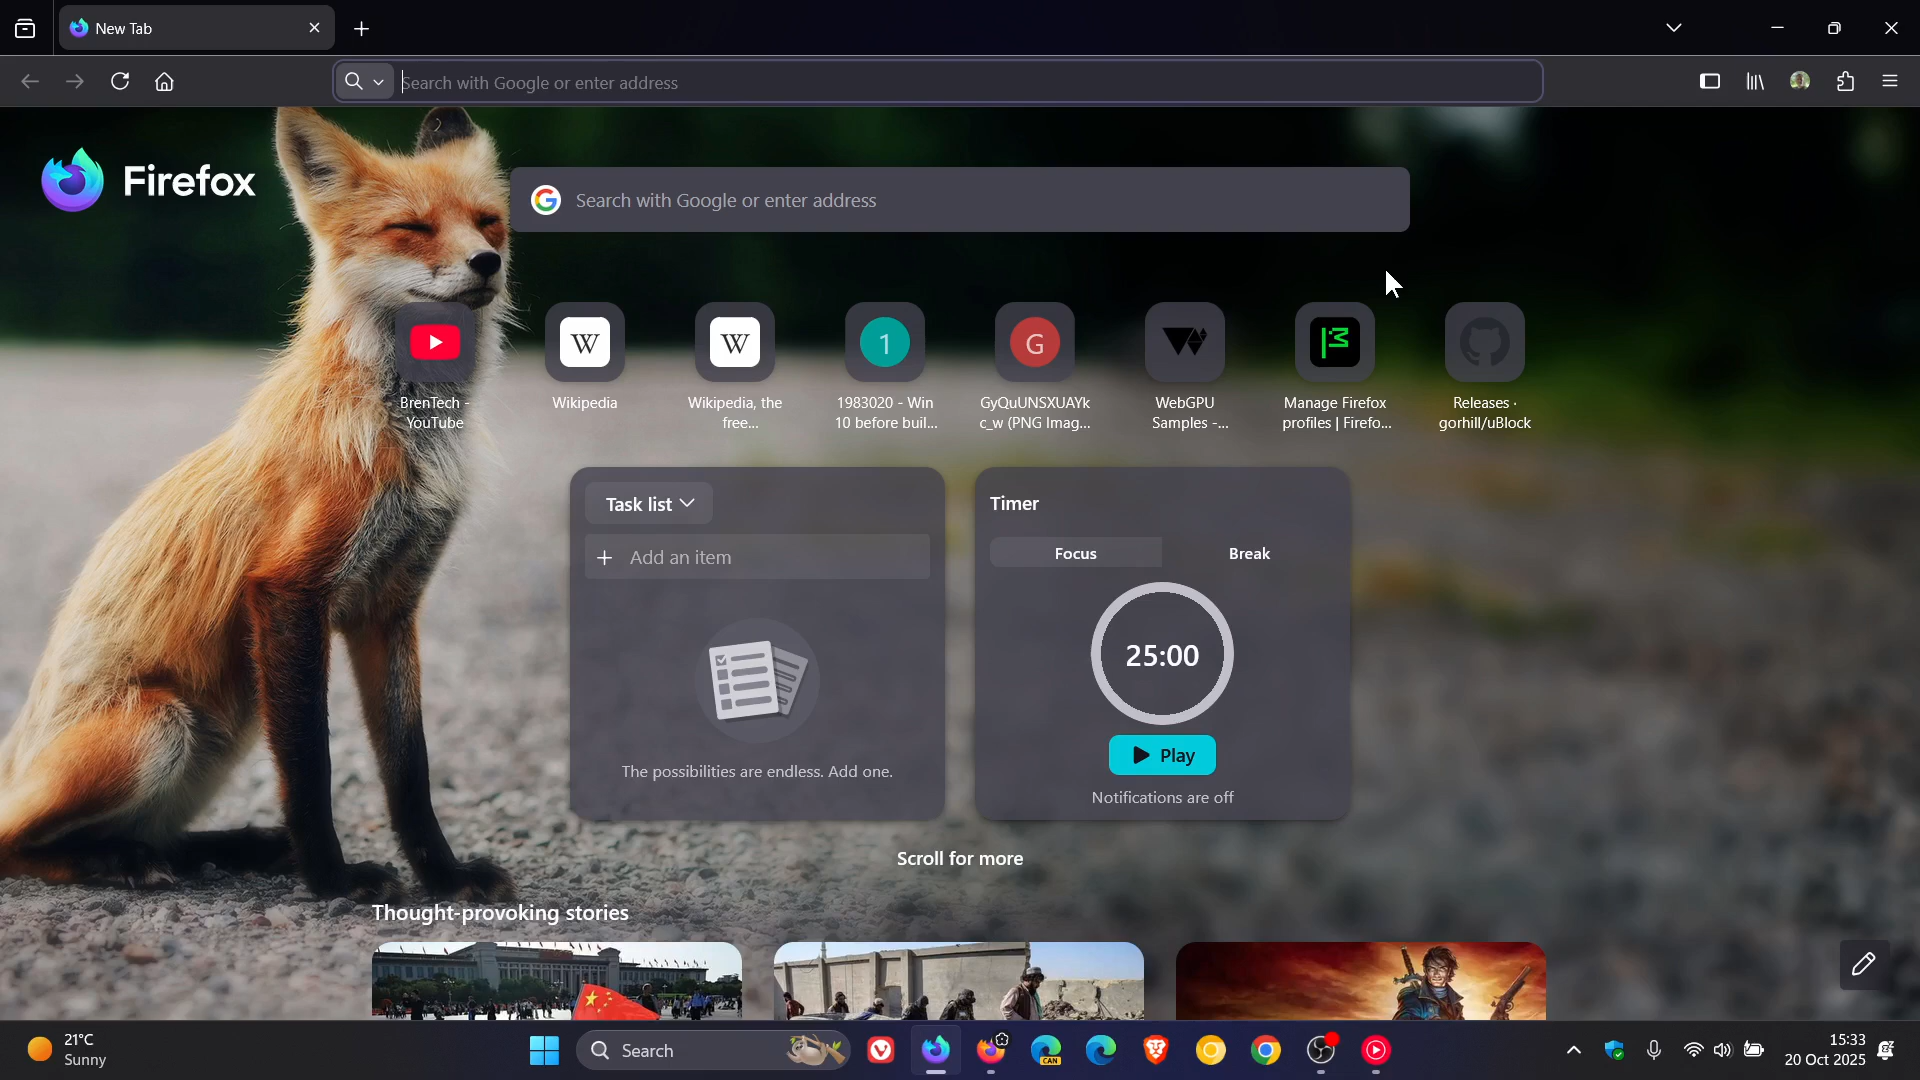 New Tab
Search with Google or enter address
Firefox
Search with Google or enter address
BrenTech -
YouTube
Wikipedia
Wikipedia, the
free...
1983020 - Win
10 before buil...
GyQuUNSXUAYk
c_w (PNG Imag...
WebGPU
Samples -...
Manage Firefox
profiles | Firefo...
Releases ·
gorhill/uBlock
W
W
1
G
Task list
Add an item
The possibilities are endless. Add one.
Timer
Focus
Break
25:00
Play
Notifications are off
Scroll for more
Thought-provoking stories
21°C
Sunny
Search
CAN
15:33
20 Oct 2025